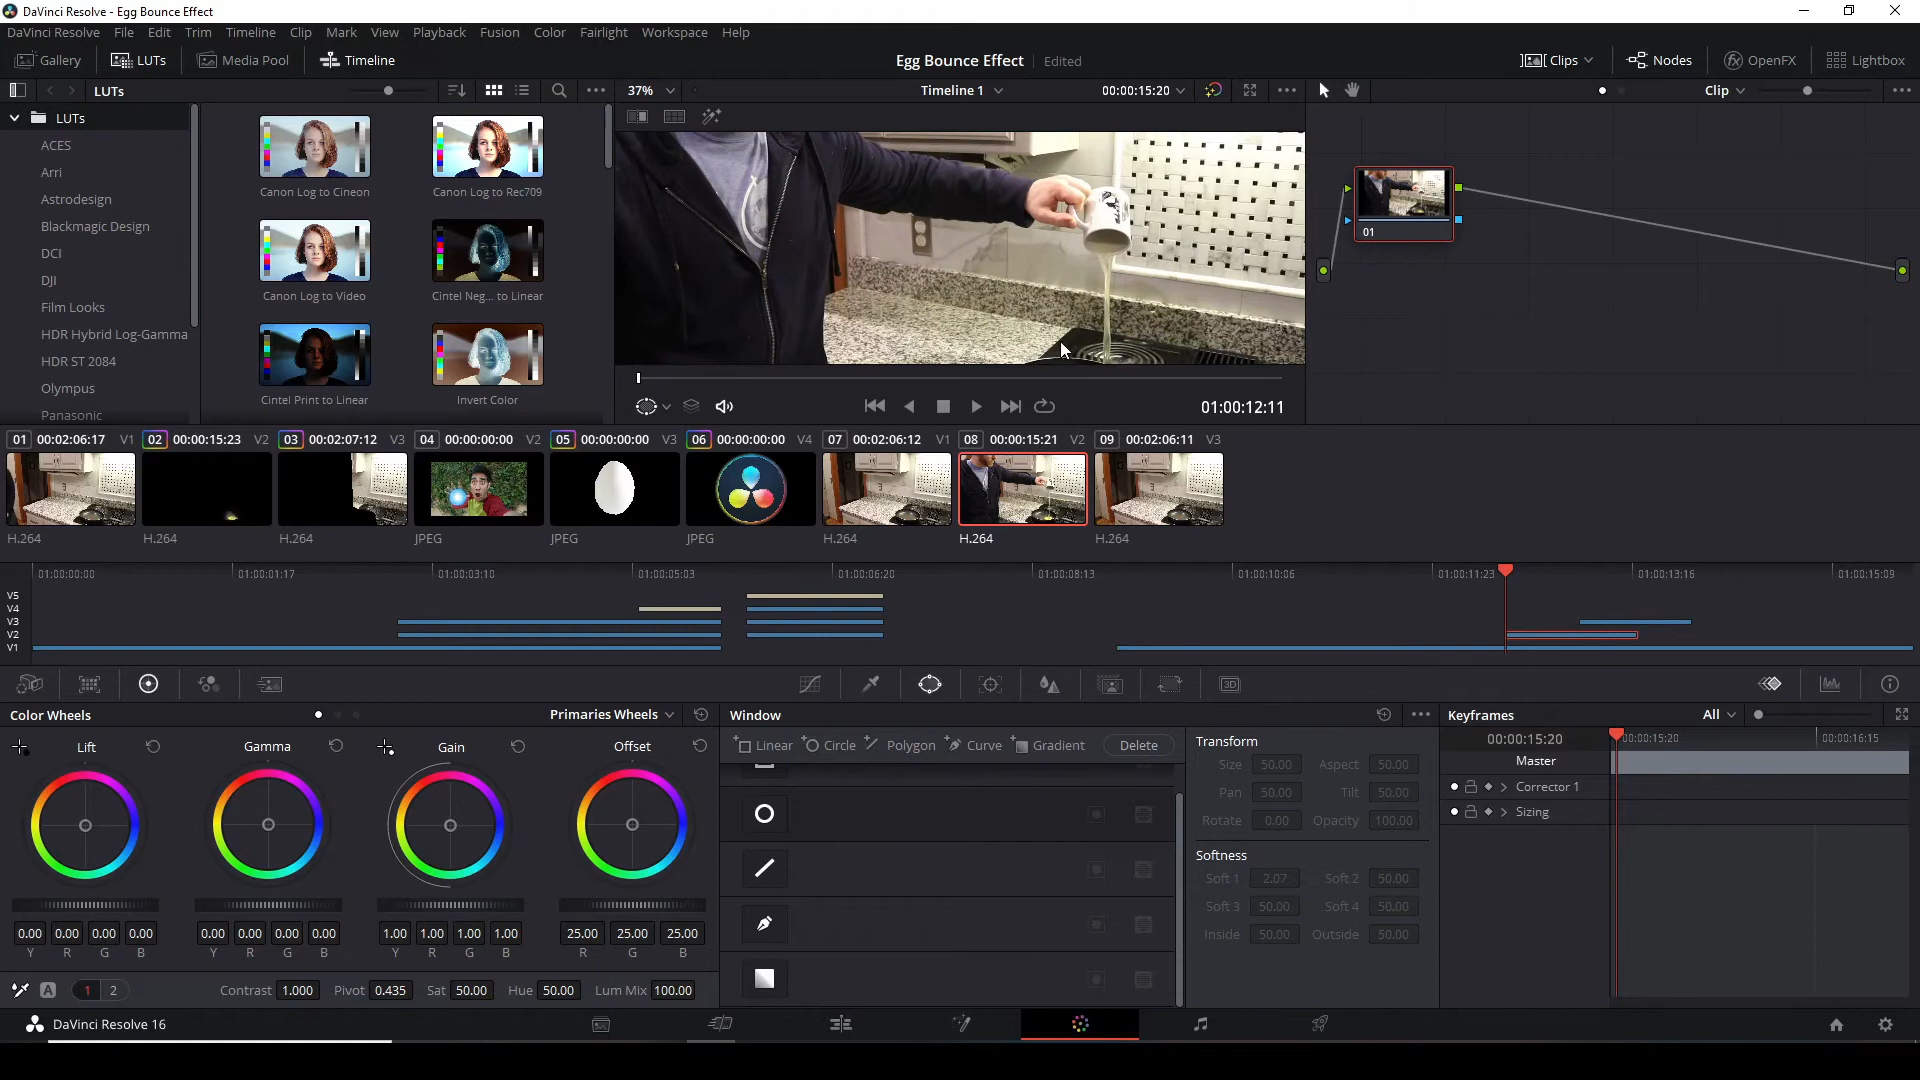 DaVinci Resolve - Egg Bounce Effect
DaVinci Resolve File Edit Trim Timeline Clip Mark View Playback Fusion Color Fairlight Workspace Help
Gallery LUTs Media Pool Timeline Egg Bounce Effect Edited Clips Nodes OpenFX Lightbox
LUTs 37% Timeline 1 00:00:15:20 Clip
LUTs
ACES
Arri
Astrodesign
Blackmagic Design
DCI
DJI
Film Looks
HDR Hybrid Log-Gamma
HDR ST 2084
Olympus
Panasonic
Canon Log to Cineon Canon Log to Rec709
Canon Log to Video Cintel Neg... to Linear
Cintel Print to Linear Invert Color
01
01:00:12:11
01 00:02:06:17 V1 02 00:00:15:23 V2 03 00:02:07:12 V3 04 00:00:00:00 V2 05 00:00:00:00 V3 06 00:00:00:00 V4 07 00:02:06:12 V1 08 00:00:15:21 V2 09 00:02:06:11 V3
H.264 H.264 H.264 JPEG JPEG JPEG H.264 H.264 H.264
01:00:00:00 01:00:01:17 01:00:03:10 01:00:05:03 01:00:06:20 01:00:08:13 01:00:10:06 01:00:11:23 01:00:13:16 01:00:15:09
V5
V4
V3
V2
V1
3D
Color Wheels Primaries Wheels Window Keyframes All
Lift Gamma Gain Offset
Linear Circle Polygon Curve Gradient Delete
Transform
Size 50.00 Aspect 50.00
Pan 50.00 Tilt 50.00
Rotate 0.00 Opacity 100.00
Softness
Soft 1 2.07 Soft 2 50.00
Soft 3 50.00 Soft 4 50.00
Inside 50.00 Outside 50.00
00:00:15:20 00:00:15:20 00:00:16:15
Master
Corrector 1
Sizing
0.00 0.00 0.00 0.00 0.00 0.00 0.00 0.00 1.00 1.00 1.00 1.00 25.00 25.00 25.00
Y R G B Y R G B Y R G B R G B
A 1 2 Contrast 1.000 Pivot 0.435 Sat 50.00 Hue 50.00 Lum Mix 100.00
DaVinci Resolve 16